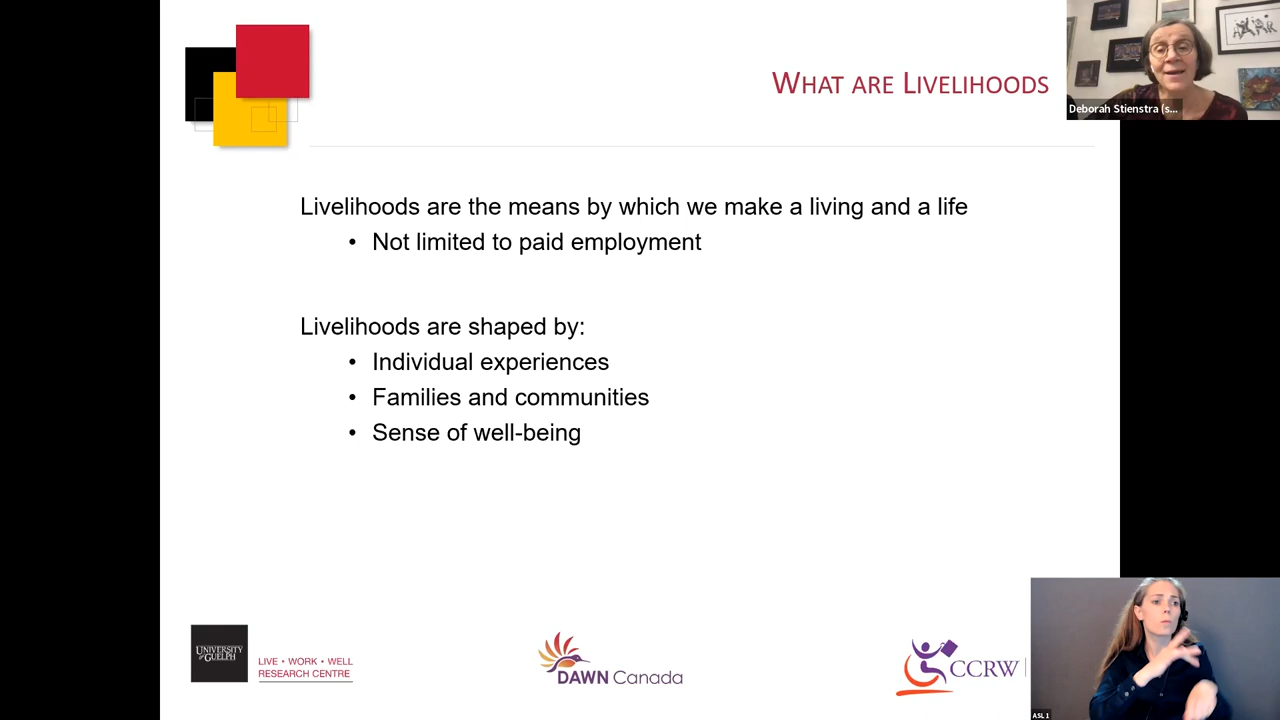 WHAT ARE LIVELIHOODS
Deborah Stienstra (s...
Livelihoods are the means by which we make a living and a life
• Not limited to paid employment
Livelihoods are shaped by:
• Individual experiences
• Families and communities
• Sense of well-being
UNIVERSITY
of GUELPH
LIVE • WORK • WELL
RESEARCH CENTRE
DAWN Canada
CCRW
ASL 1